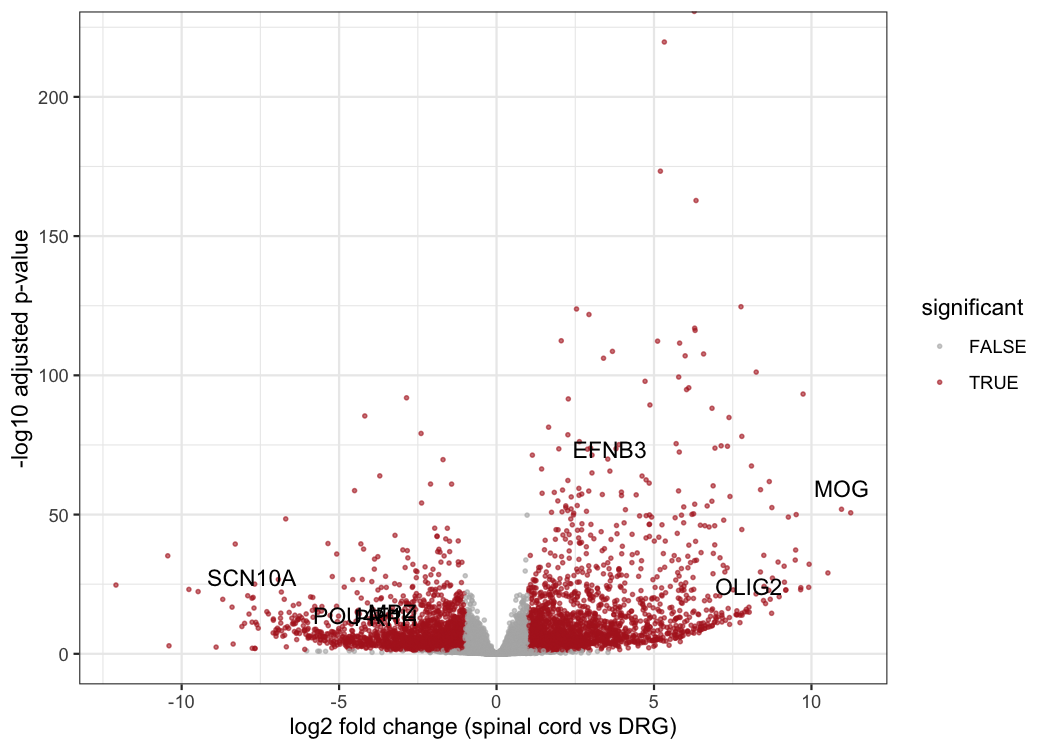 200
150
100
50
0
-log10 adjusted p-value
EFNB3
MOG
SCN10A
OLIG2
-10
-5
0
5
10
log2 fold change (spinal cord vs DRG)
significant
FALSE
TRUE